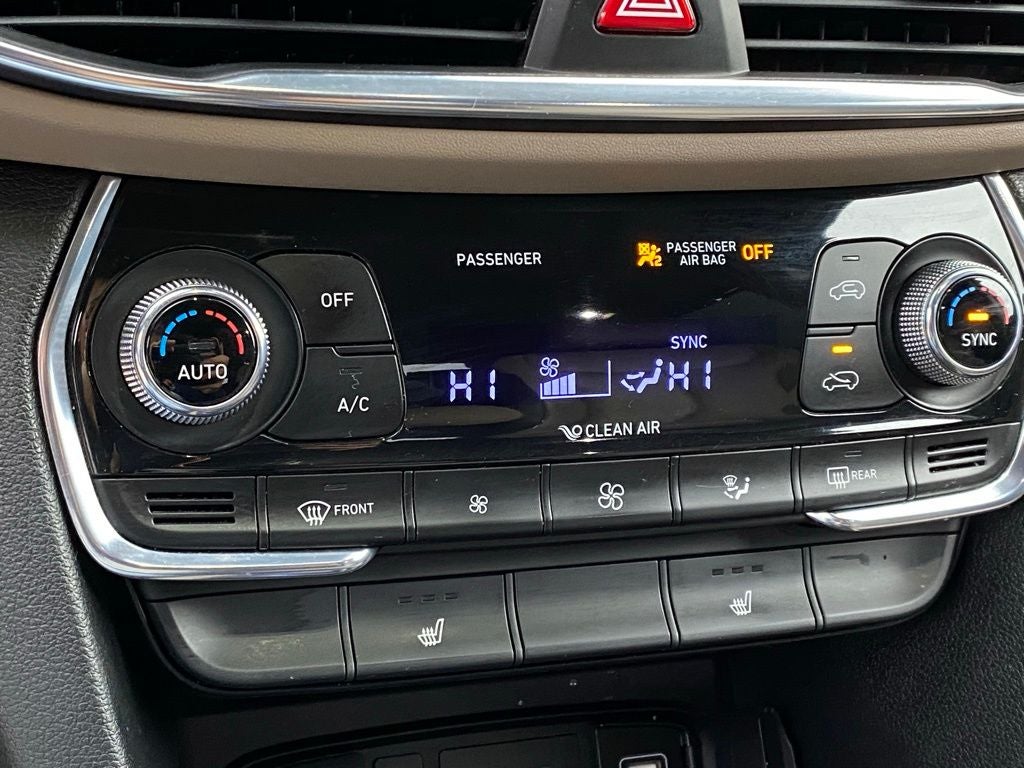 PASSENGER
PASSENGER
AIR BAG
OFF
OFF
AUTO
A/C
HI
SYNC
HI
SYNC
CLEAN AIR
FRONT
REAR